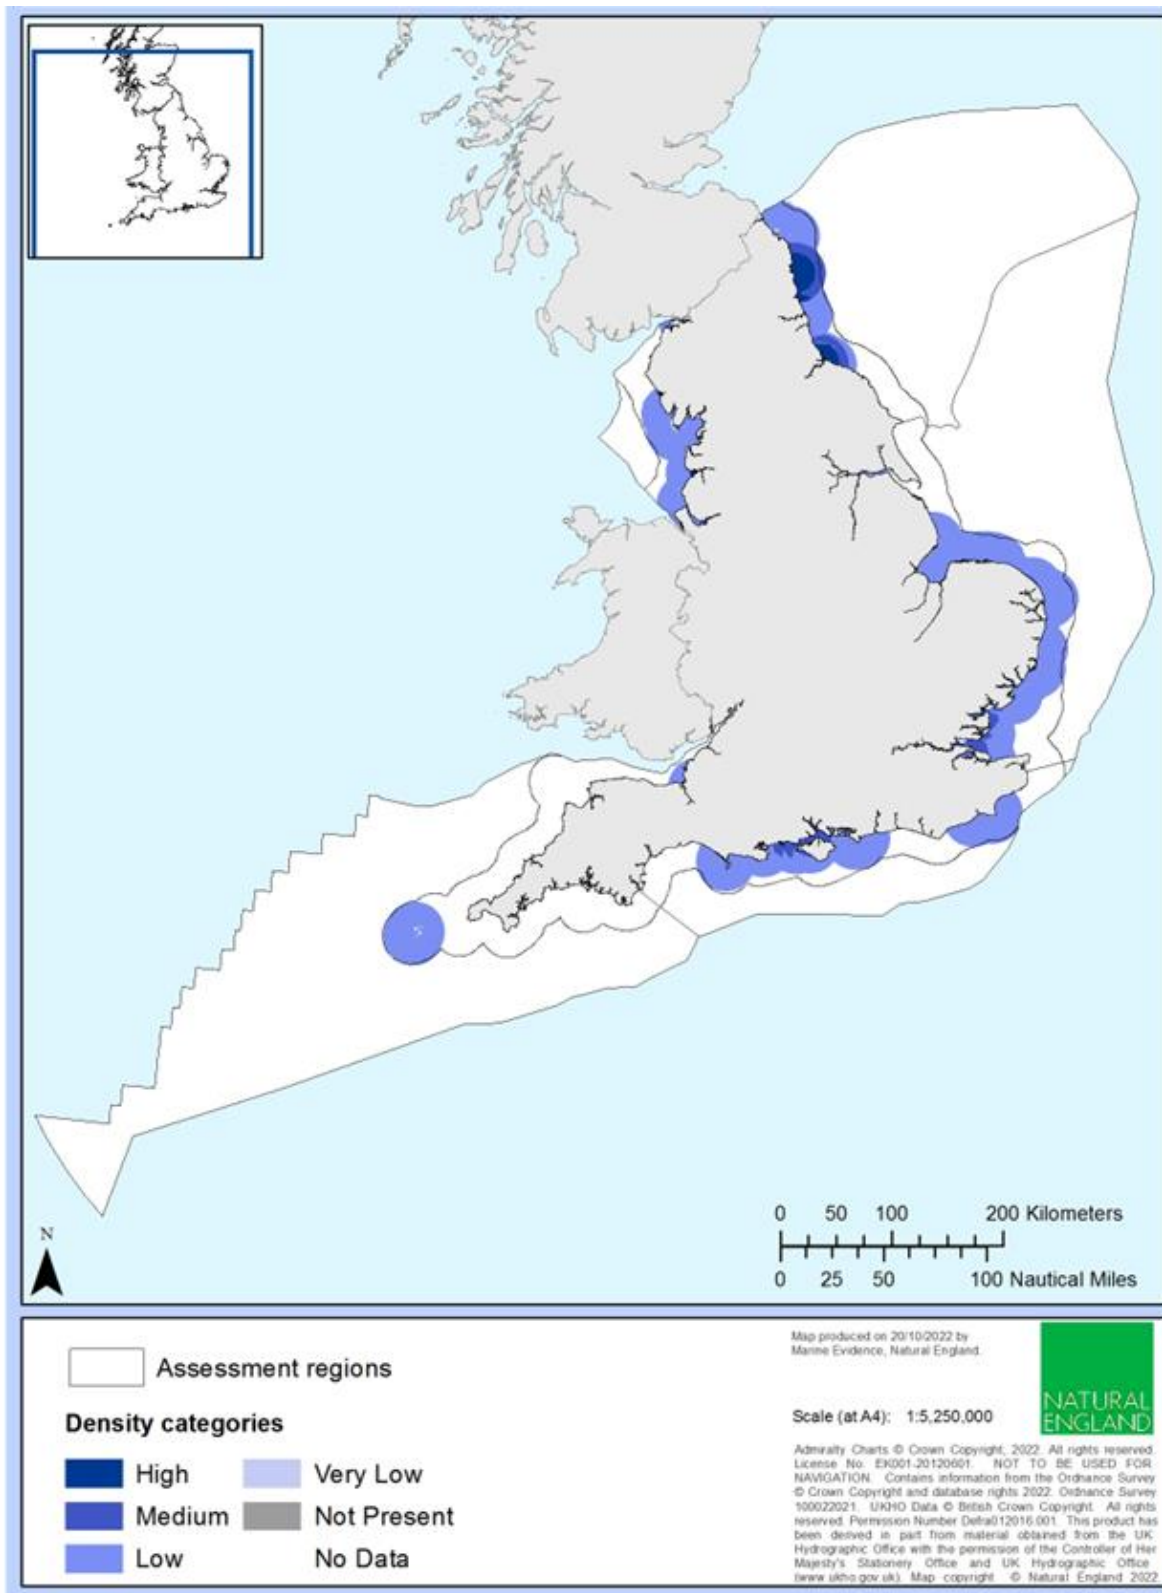 N
0 50 100 200 Kilometers
0 25 50 100 Nautical Miles
Assessment regions
Density categories
High
Very Low
Medium
Not Present
Low
No Data
Map produced on 20/10/2022 by
Marine Evidence, Natural England.
Scale (at A4): 1:5,250,000
NATURAL
ENGLAND
Admiralty Charts © Crown Copyright, 2022. All rights reserved.
License No. EK001-20120601. NOT TO BE USED FOR
NAVIGATION. Contains information from the Ordnance Survey
© Crown Copyright and database rights 2022. Ordnance Survey
100022021. UKHO Data © British Crown Copyright. All rights
reserved. Permission Number Defra012016.001. This product has
been derived in part from material obtained from the UK
Hydrographic Office with the permission of the Controller of Her
Majesty's Stationery Office and UK Hydrographic Office
(www.ukho.gov.uk). Map copyright © Natural England 2022